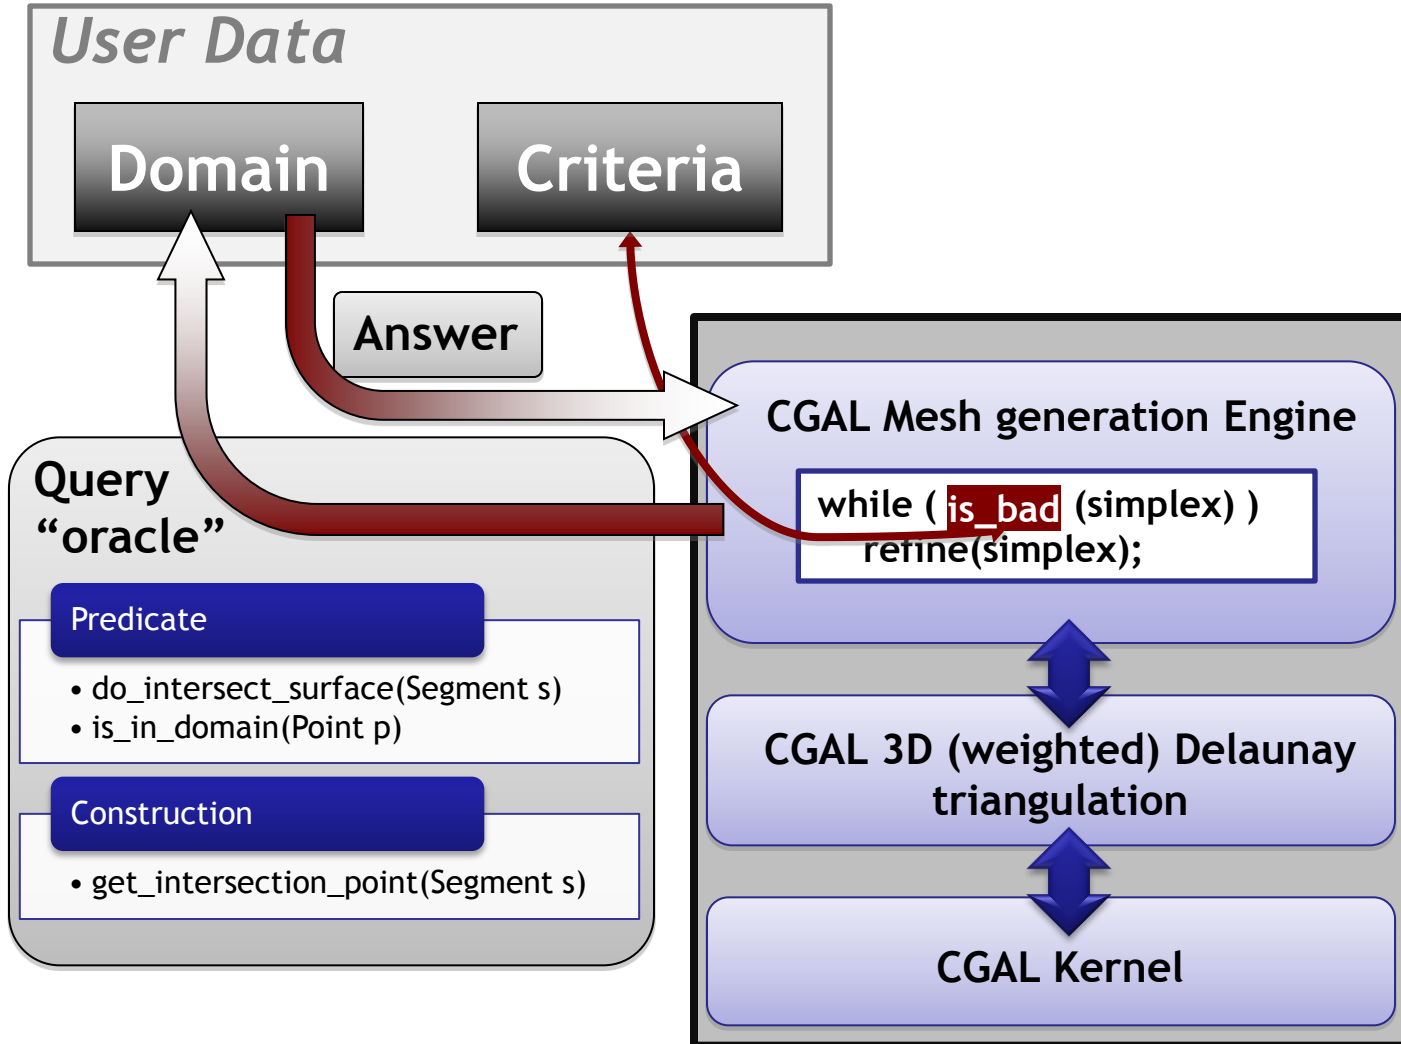 User Data
Domain
Criteria
Answer
Query
“oracle”
Predicate
• do_intersect_surface(Segment s)
• is_in_domain(Point p)
Construction
• get_intersection_point(Segment s)
CGAL Mesh generation Engine
while ( is_bad (simplex) )
refine(simplex);
CGAL 3D (weighted) Delaunay
triangulation
CGAL Kernel